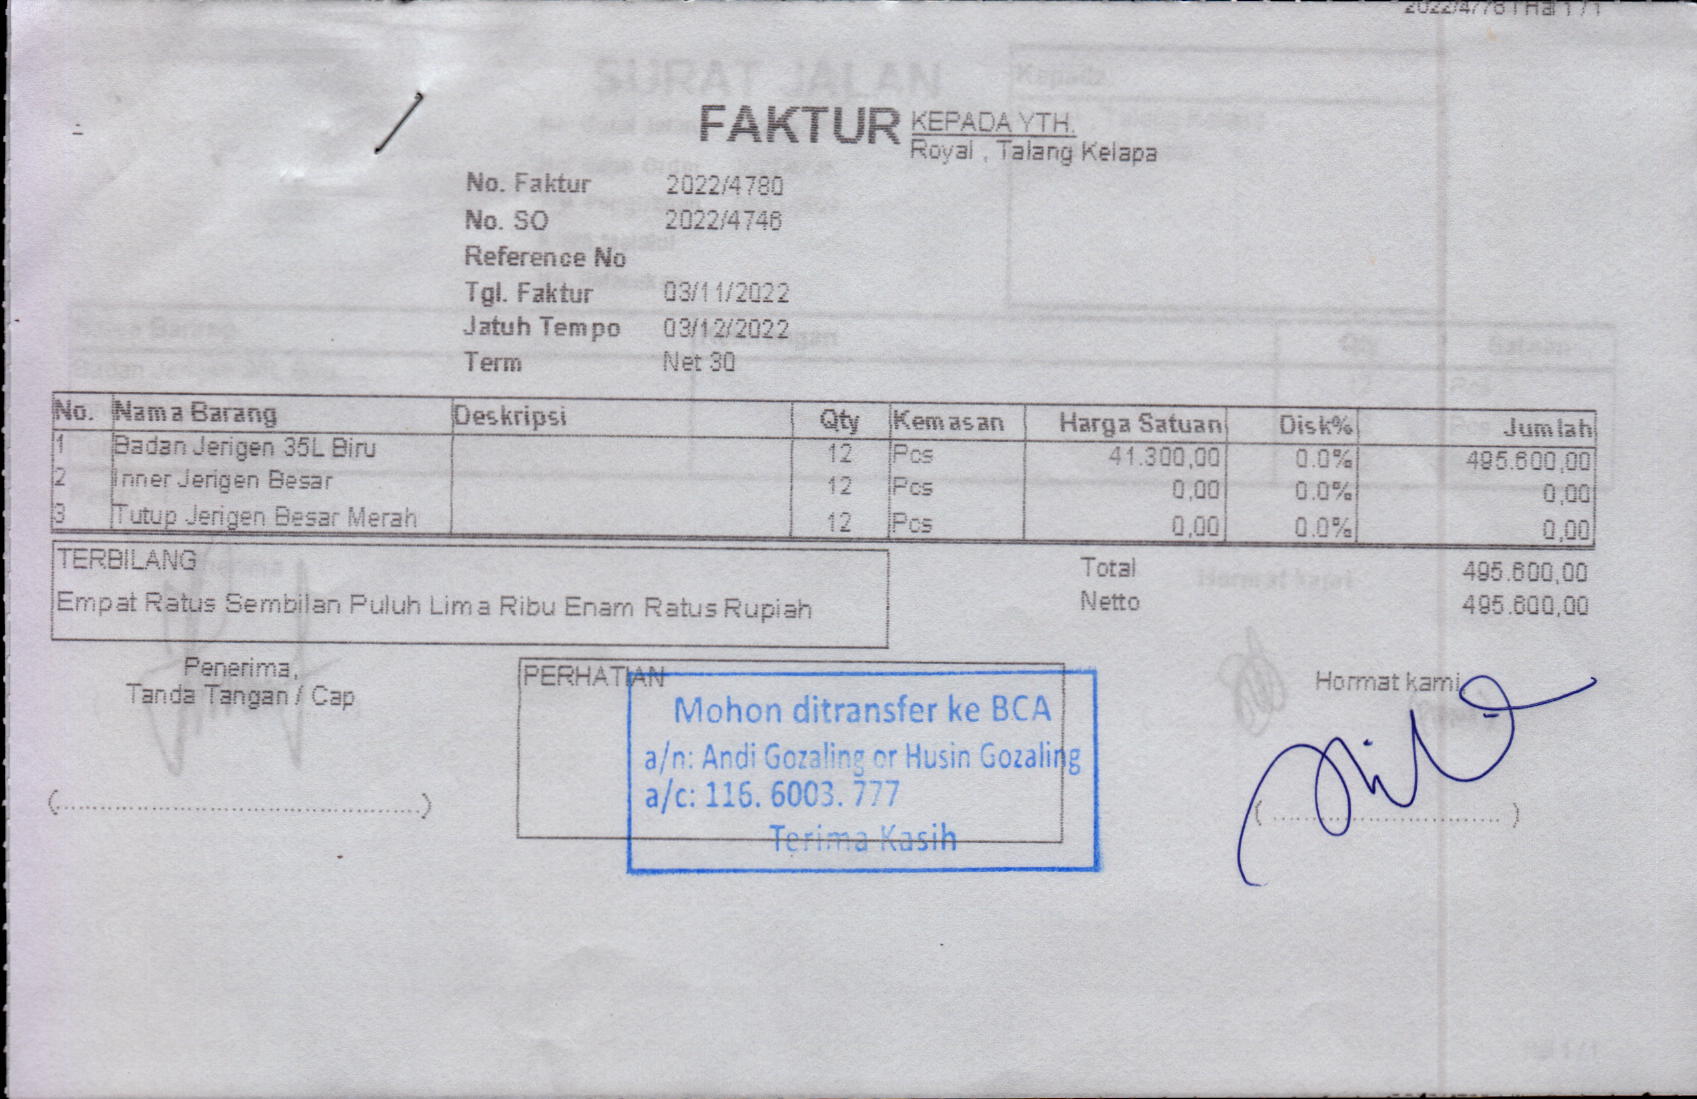 FAKTUR
KEPADA YTH.
Royal , Talang Kelapa
No. Faktur 2022/4780
No. SO 2022/4746
Reference No
Tgl. Faktur 03/11/2022
Jatuh Tempo 03/12/2022
Term Net 30
No. Nama Barang Deskripsi Qty Kemasan Harga Satuan Disk% Jumlah
1 Badan Jerigen 35L Biru 12 Pcs 41.300,00 0.0% 495.600,00
2 Inner Jerigen Besar 12 Pcs 0,00 0.0% 0,00
3 Tutup Jerigen Besar Merah 12 Pcs 0,00 0.0% 0,00
TERBILANG
Empat Ratus Sembilan Puluh Lima Ribu Enam Ratus Rupiah
Total 495.600,00
Netto 495.600,00
Penerima,
Tanda Tangan / Cap
(........................................................)
PERHATIAN
Mohon ditransfer ke BCA
a/n: Andi Gozaling or Husin Gozaling
a/c: 116. 6003. 777
Terima Kasih
Hormat kami
(...................................)